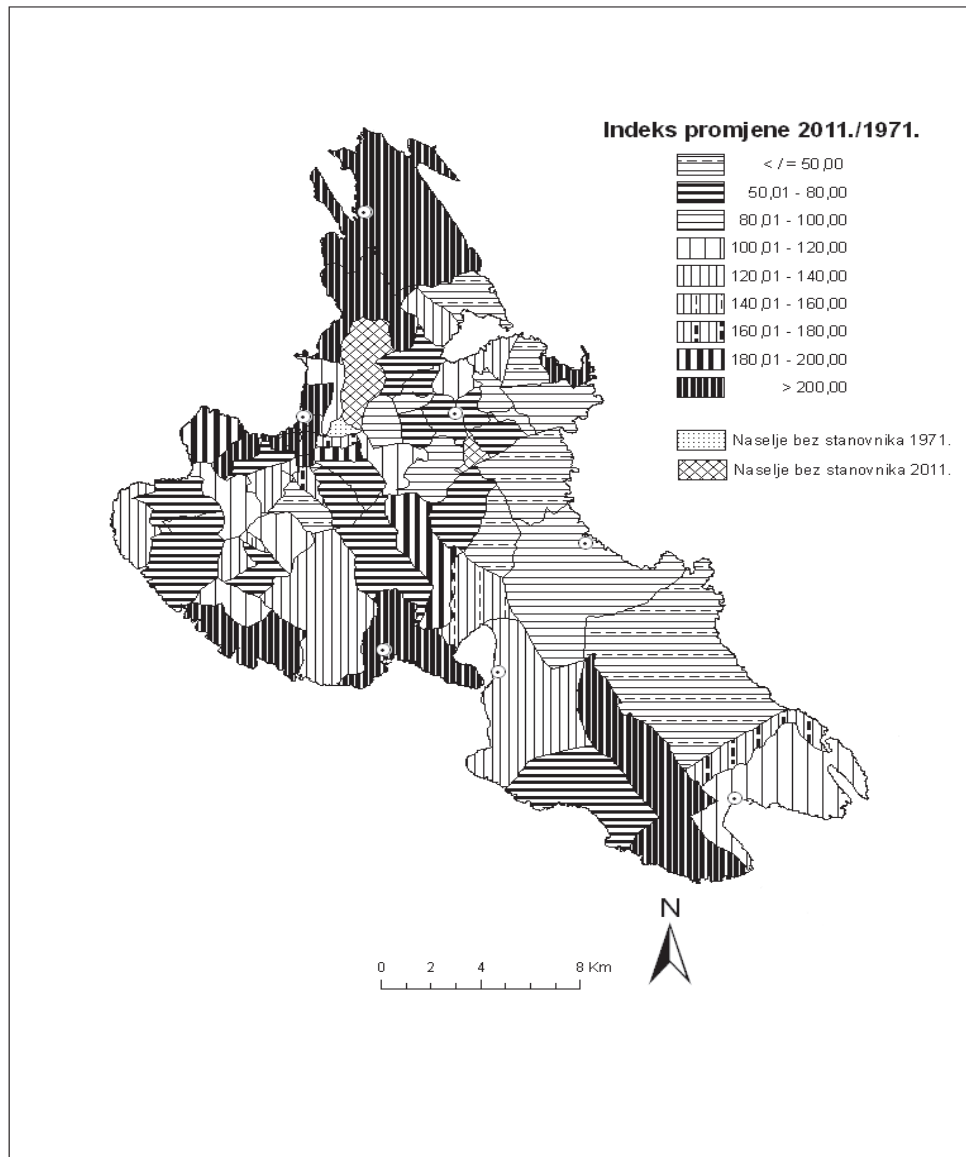 Indeks promjene 2011./1971.
< / = 50,00
50,01 - 80,00
80,01 - 100,00
100,01 - 120,00
120,01 - 140,00
140,01 - 160,00
160,01 - 180,00
180,01 - 200,00
> 200,00
Naselje bez stanovnika 1971.
Naselje bez stanovnika 2011.
N
0 2 4 8 Km